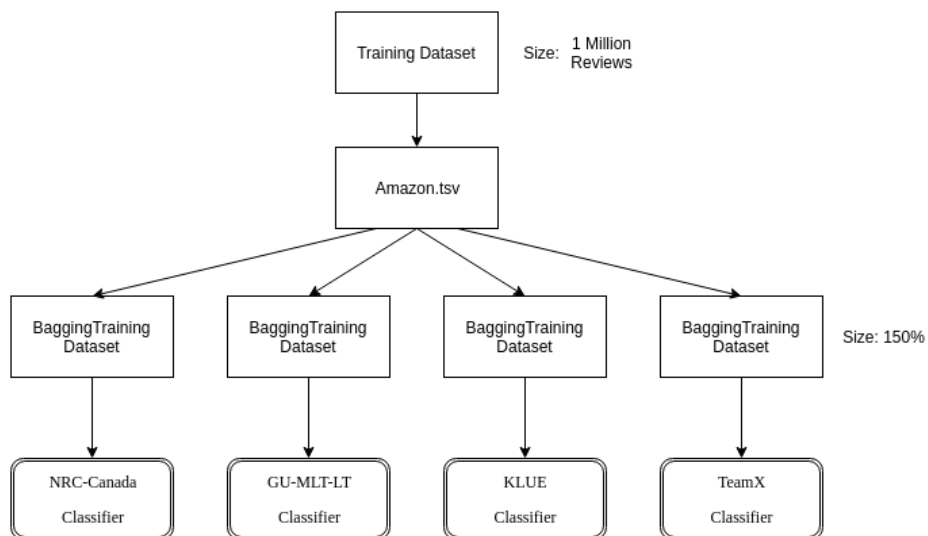 Training Dataset
Size: 1 Million
Reviews
Amazon.tsv
BaggingTraining
Dataset
BaggingTraining
Dataset
BaggingTraining
Dataset
BaggingTraining
Dataset
Size: 150%
NRC-Canada
Classifier
GU-MLT-LT
Classifier
KLUE
Classifier
TeamX
Classifier